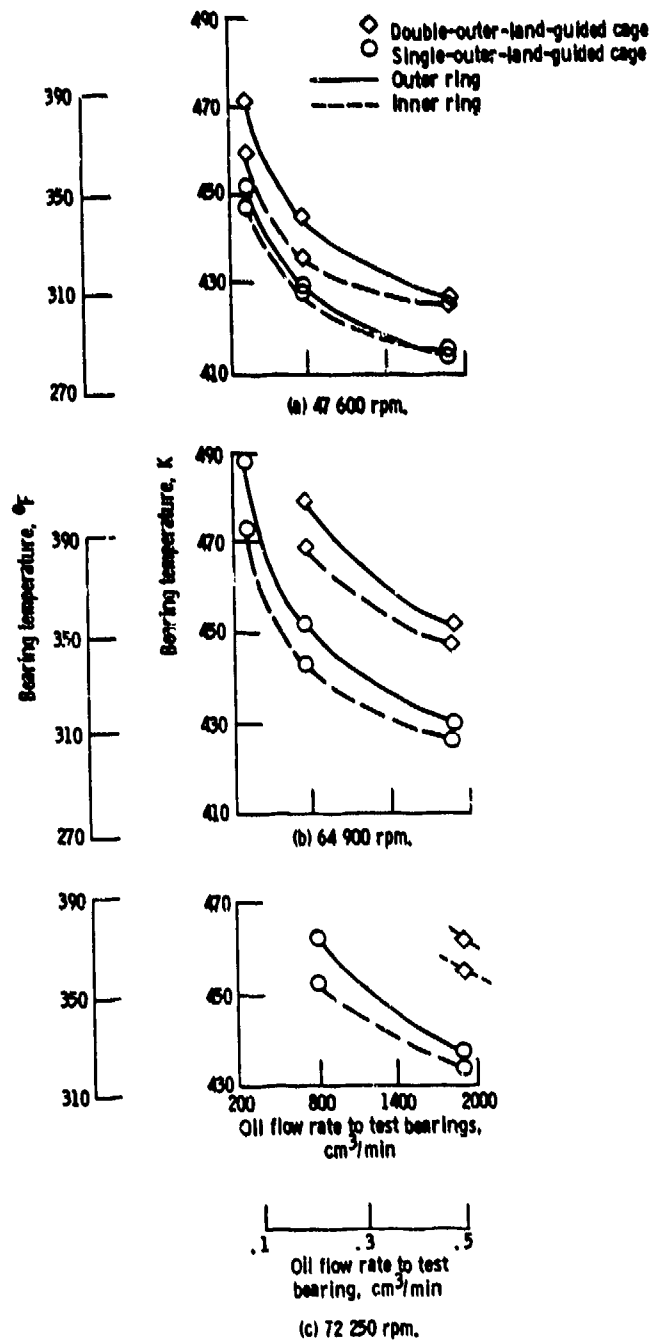 Double-outer-land-guided cage
Single-outer-land-guided cage
Outer ring
Inner ring
490
470
450
430
410
390
350
310
270
(a) 47 600 rpm.
Bearing temperature, °F
Bearing temperature, K
490
470
450
430
410
390
350
310
270
(b) 64 900 rpm.
470
450
430
390
350
310
200 800 1400 2000
Oil flow rate to test bearings,
cm3/min
.1 .3 .5
Oil flow rate to test
bearing, cm3/min
(c) 72 250 rpm.